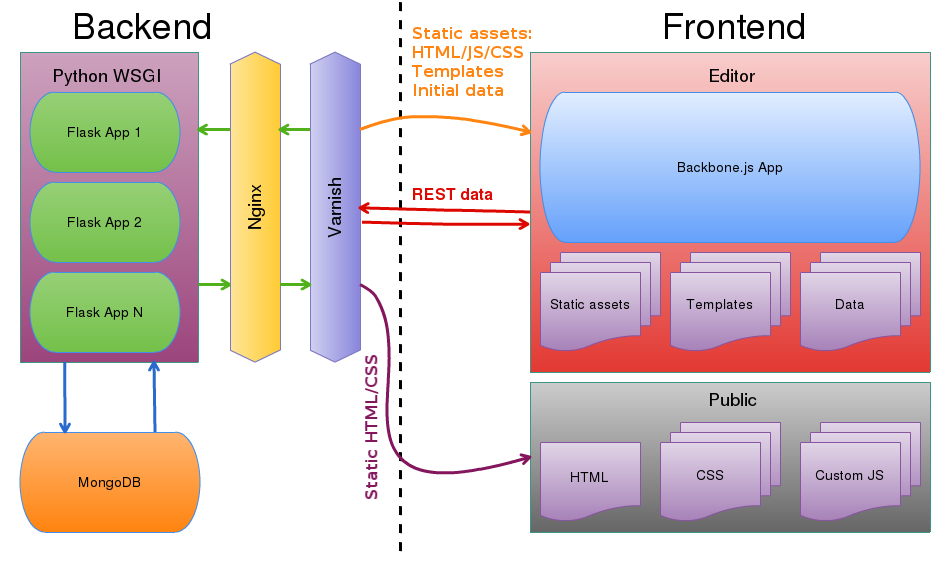 Backend
Frontend
Python WSGI
Flask App 1
Flask App 2
Flask App N
MongoDB
Nginx
Varnish
Static assets:
HTML/JS/CSS
Templates
Initial data
REST data
Static HTML/CSS
Editor
Backbone.js App
Static assets
Templates
Data
Public
HTML
CSS
Custom JS